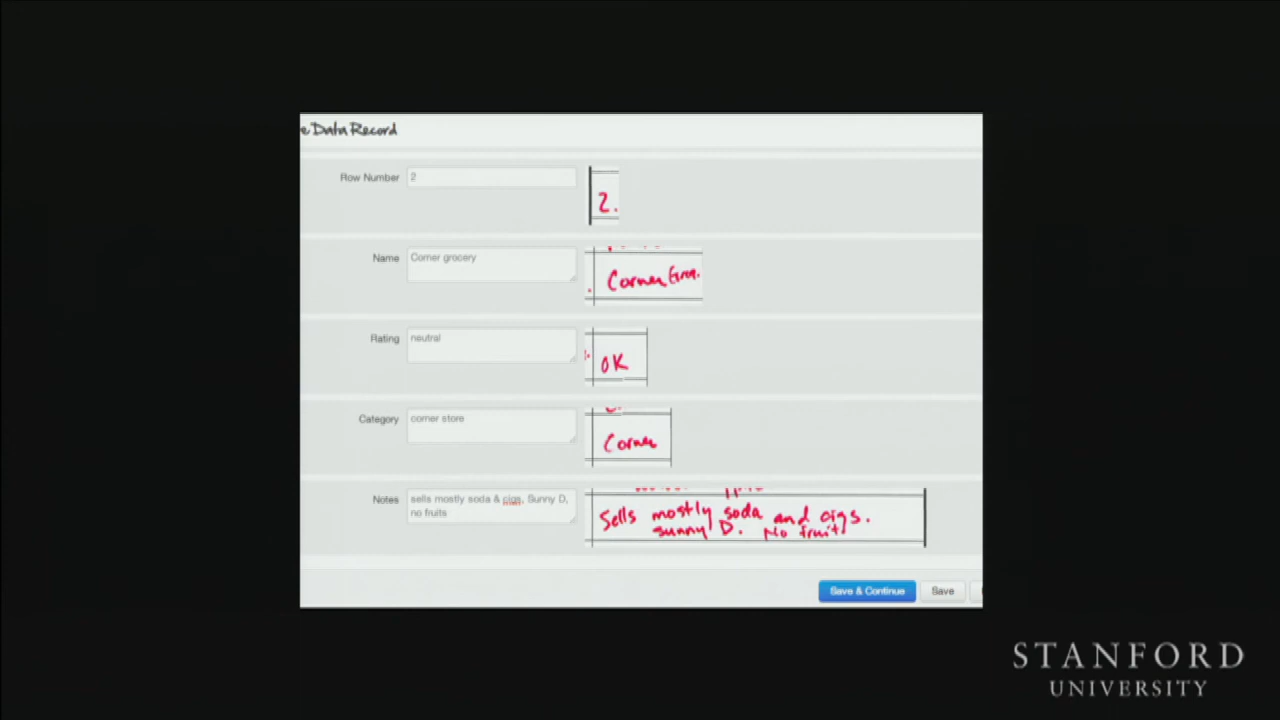 e Data Record
Row Number 2 2.
Name Corner grocery Corner Groc.
Rating neutral OK
Category corner store Corner
Notes sells mostly soda & cigs, Sunny D,
no fruits
Sells mostly soda and cigs.
sunny D. No fruit
Save & Continue Save
STANFORD
UNIVERSITY